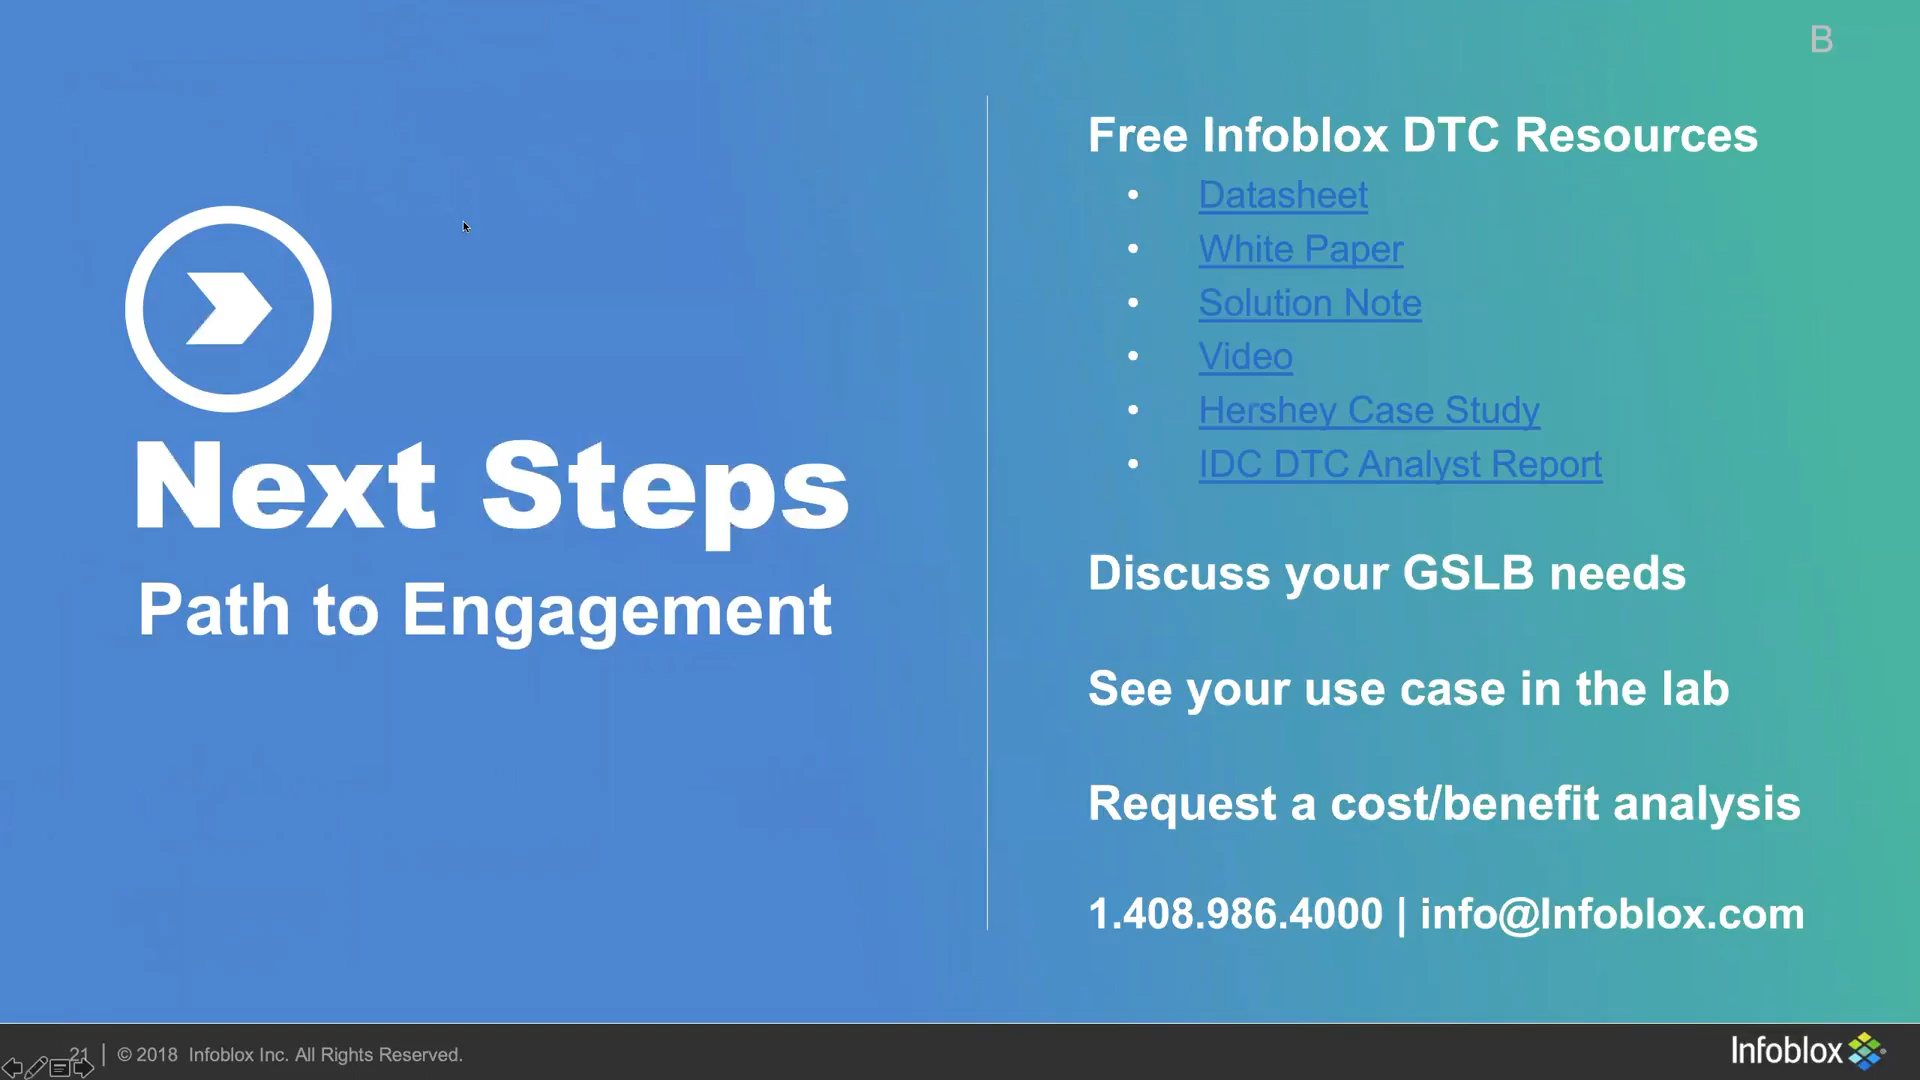 B
Next Steps
Path to Engagement
Free Infoblox DTC Resources
• Datasheet
• White Paper
• Solution Note
• Video
• Hershey Case Study
• IDC DTC Analyst Report
Discuss your GSLB needs
See your use case in the lab
Request a cost/benefit analysis
1.408.986.4000 | info@Infoblox.com
21 | © 2018 Infoblox Inc. All Rights Reserved.
Infoblox